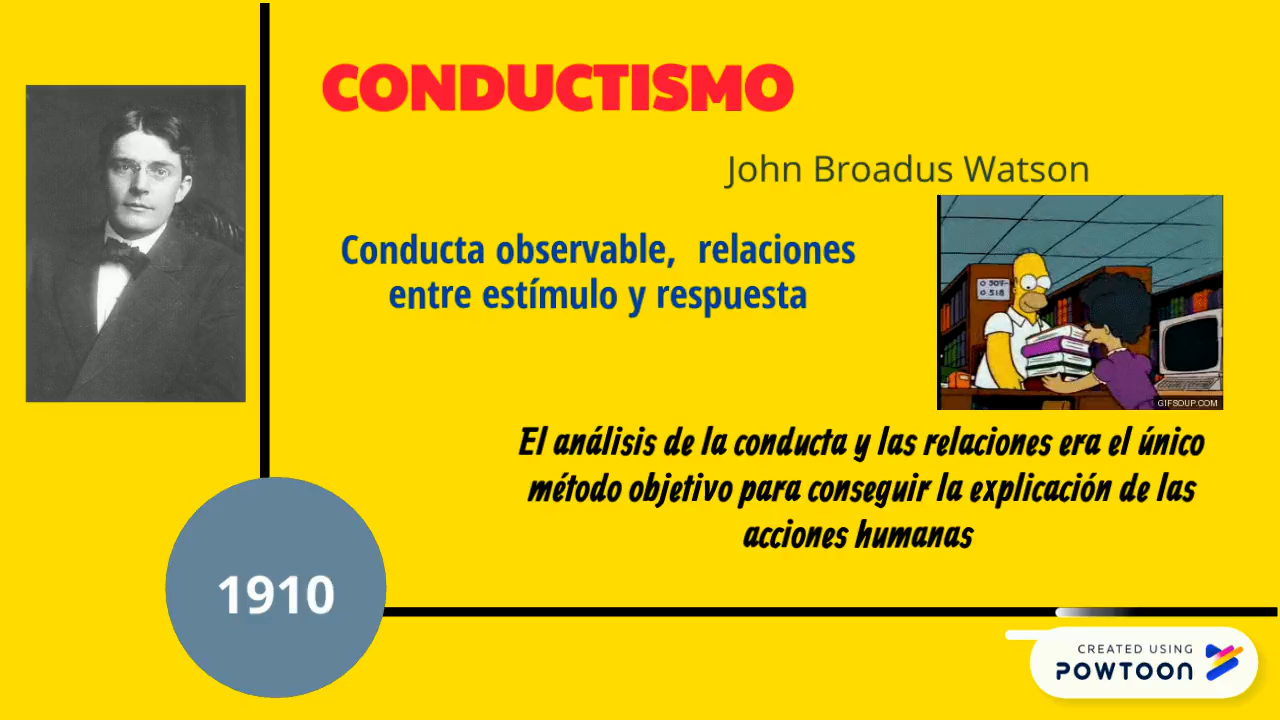 CONDUCTISMO
John Broadus Watson
Conducta observable, relaciones
entre estímulo y respuesta
GIFSOUP.COM
El análisis de la conducta y las relaciones era el único
método objetivo para conseguir la explicación de las
acciones humanas
1910
CREATED USING
POWTOON